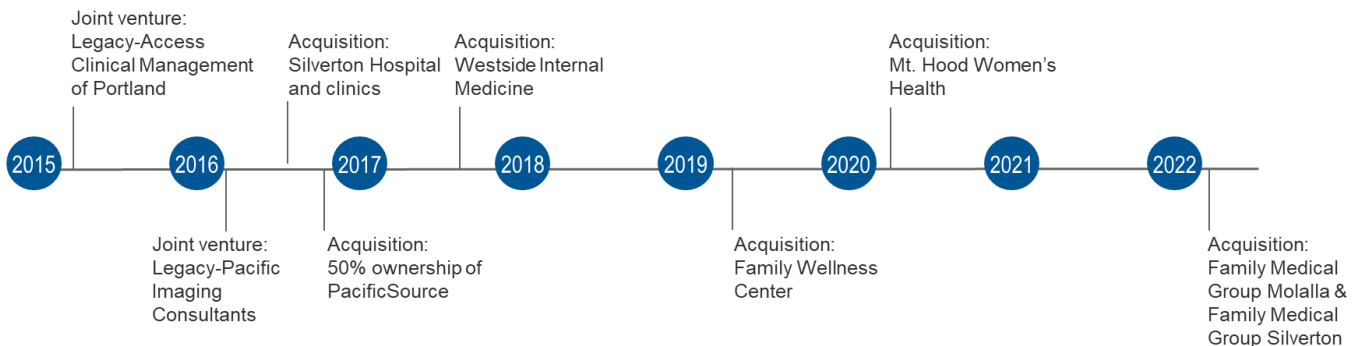 Joint venture:
Legacy-Access
Clinical Management
of Portland
Acquisition:
Silverton Hospital
and clinics
Acquisition:
Westside Internal
Medicine
Acquisition:
Mt. Hood Women's
Health
2015
2016
2017
2018
2019
2020
2021
2022
Joint venture:
Legacy-Pacific
Imaging
Consultants
Acquisition:
50% ownership of
PacificSource
Acquisition:
Family Wellness
Center
Acquisition:
Family Medical
Group Molalla &
Family Medical
Group Silverton